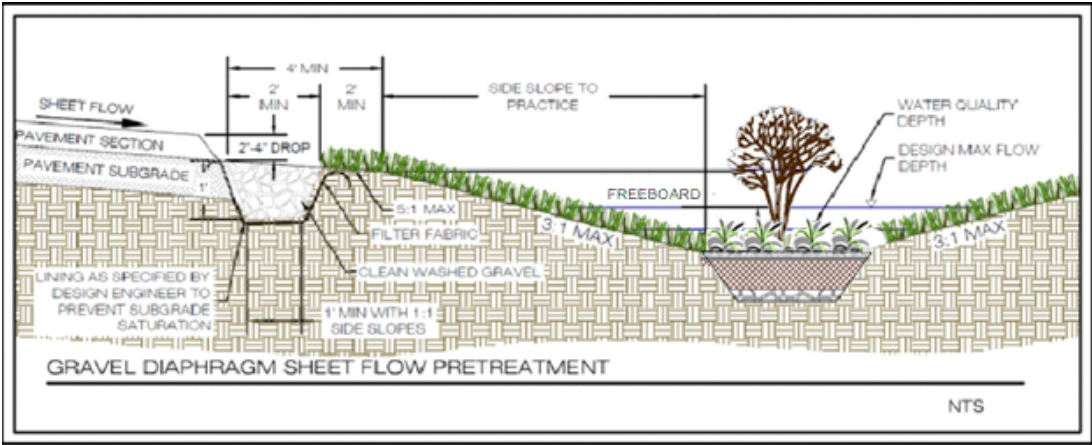 4' MIN
2'
MIN
2'
MIN
SIDE SLOPE TO
PRACTICE
SHEET FLOW
WATER QUALITY
DEPTH
PAVEMENT SECTION
2"-4" DROP
DESIGN MAX FLOW
DEPTH
PAVEMENT SUBGRADE
1'
FREEBOARD
5:1 MAX
3:1 MAX
3:1 MAX
FILTER FABRIC
CLEAN WASHED GRAVEL
LINING AS SPECIFIED BY
DESIGN ENGINEER TO
PREVENT SUBGRADE
SATURATION
1' MIN WITH 1:1
SIDE SLOPES
GRAVEL DIAPHRAGM SHEET FLOW PRETREATMENT
NTS